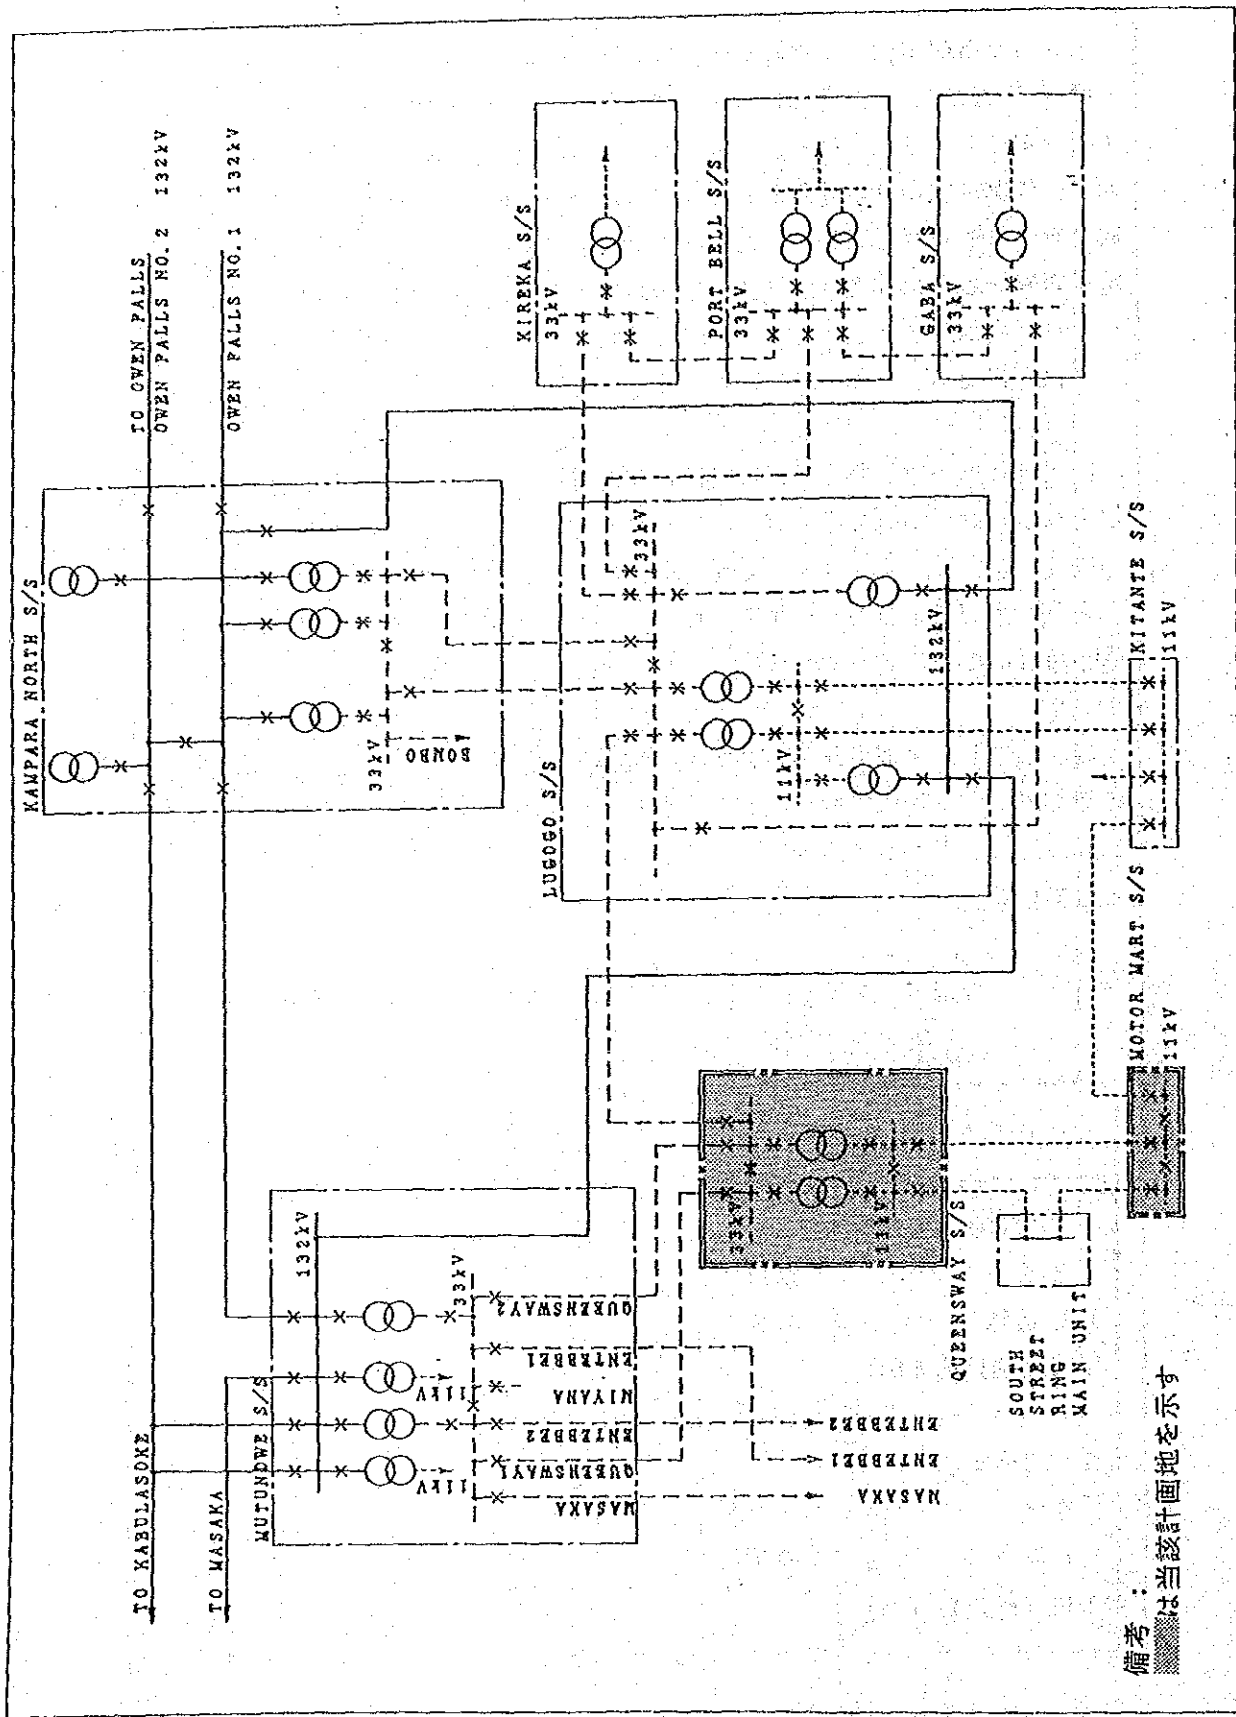 TO OWEN FALLS
OWEN FALLS NO.2 132kV
OWEN FALLS NO.1 132kV
KAMPARA NORTH S/S
33kV
BOMBO
TO KABULASOKE
TO MASAKA
MUTUNDWE S/S
132kV
33kV
11kV
11kV
MASAKA
QUEENSWAY1
ENTEBBE2
NIYANA
ENTEBBE1
QUEENSWAY2
MASAKA
ENTEBBE1
ENTEBBE2
LUGOGO S/S
33kV
11kV
132kV
KIREKA S/S
33kV
PORT BELL S/S
33kV
GABA S/S
33kV
QUEENSWAY S/S
33kV
11kV
SOUTH
STREET
RING
MAIN UNIT
MOTOR MART S/S
11kV
KITANTE S/S
11kV
備考 :
は当該計画地を示す